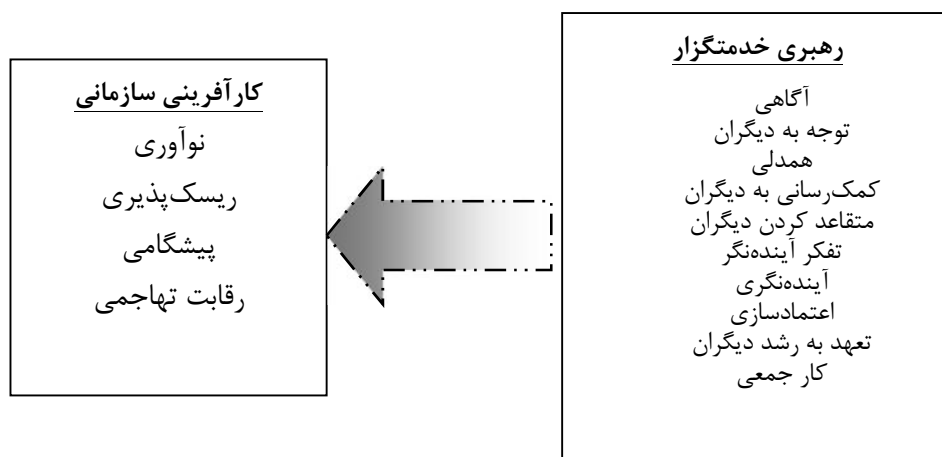 رهبری خدمتگزار
آگاهی
توجه به دیگران
همدلی
کمک‌رسانی به دیگران
متقاعد کردن دیگران
تفکر آینده‌نگر
آینده‌نگری
اعتمادسازی
تعهد به رشد دیگران
کار جمعی
کارآفرینی سازمانی
نوآوری
ریسک‌پذیری
پیشگامی
رقابت تهاجمی